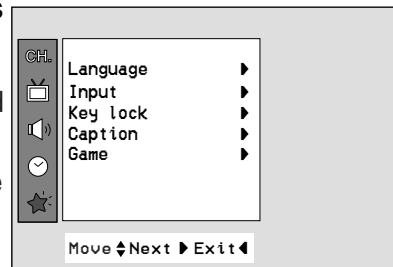 CH.
Language
Input
Key lock
Caption
Game
Move Next Exit